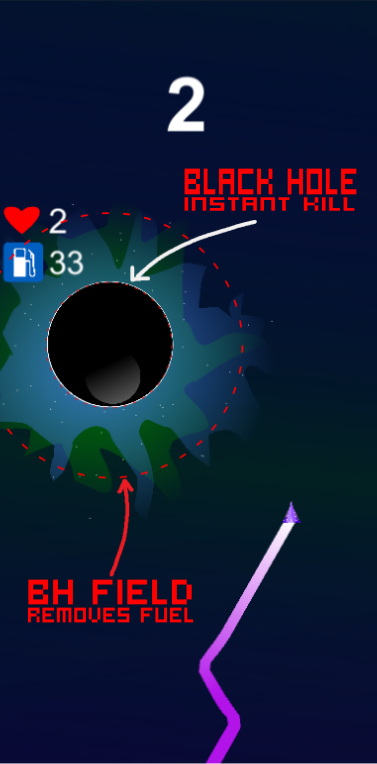 2
BLACK HOLE
INSTANT KILL
2
33
BH FIELD
REMOVES FUEL